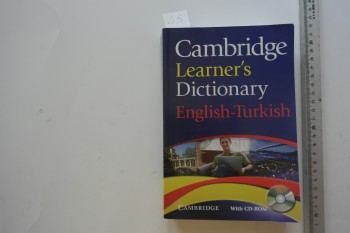 Cambridge
Learner's
Dictionary
English-Turkish
CAMBRIDGE
With CD-ROM